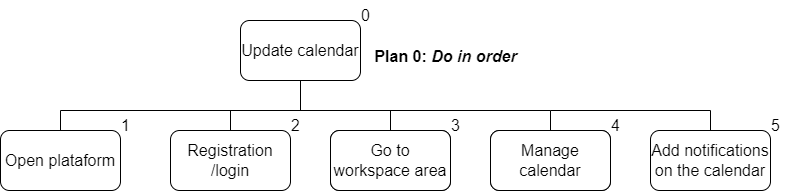 0
Update calendar
Plan 0: Do in order
1
2
3
4
5
Open plataform
Registration
/login
Go to
workspace area
Manage
calendar
Add notifications
on the calendar